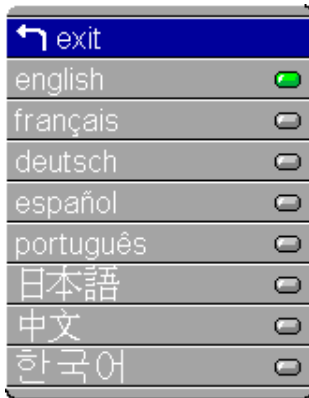 exit
english
français
deutsch
español
português
日本語
中文
한국어